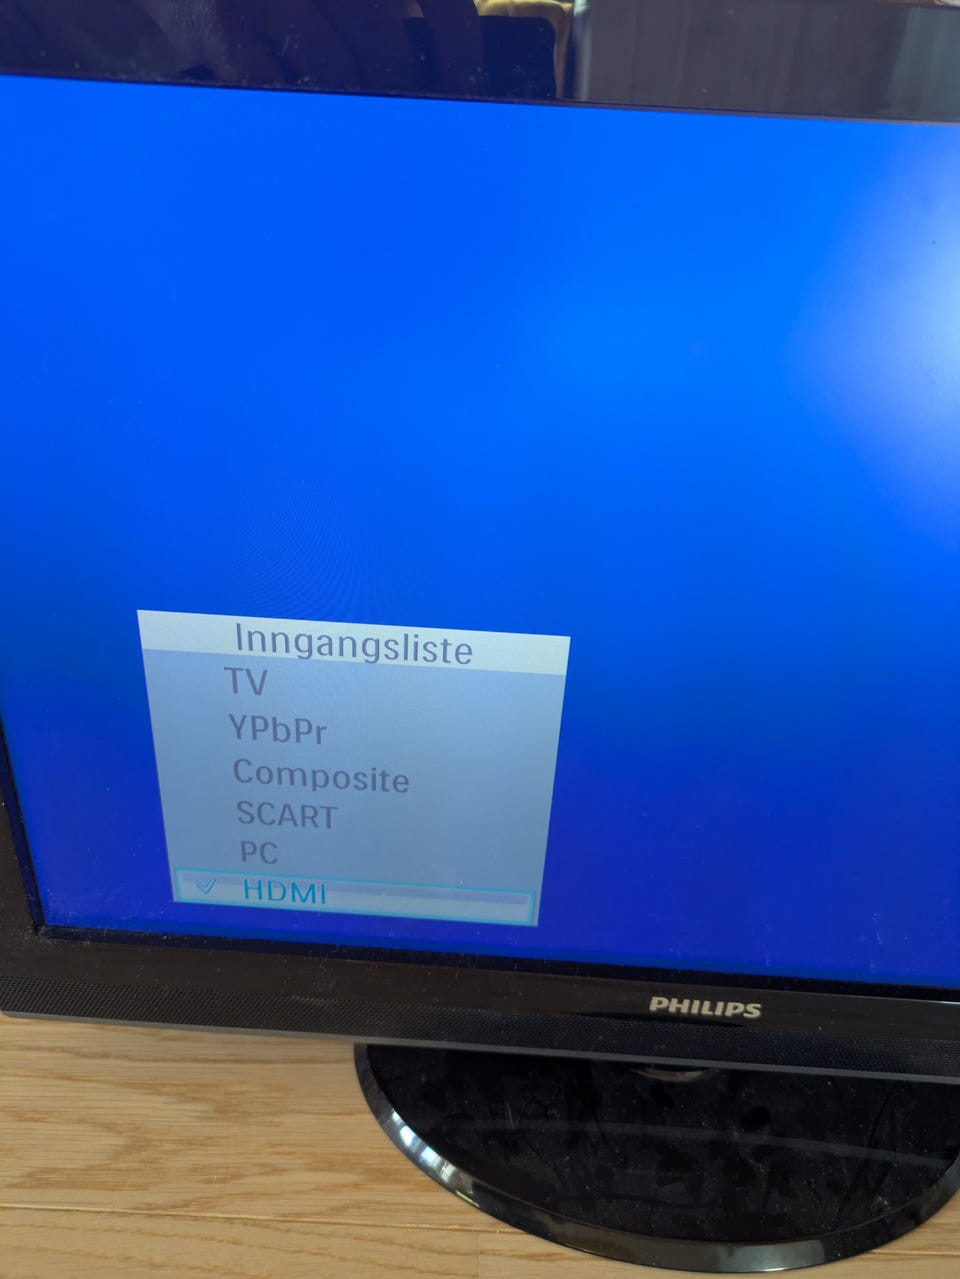 Inngangsliste
TV
YPbPr
Composite
SCART
PC
HDMI
PHILIPS